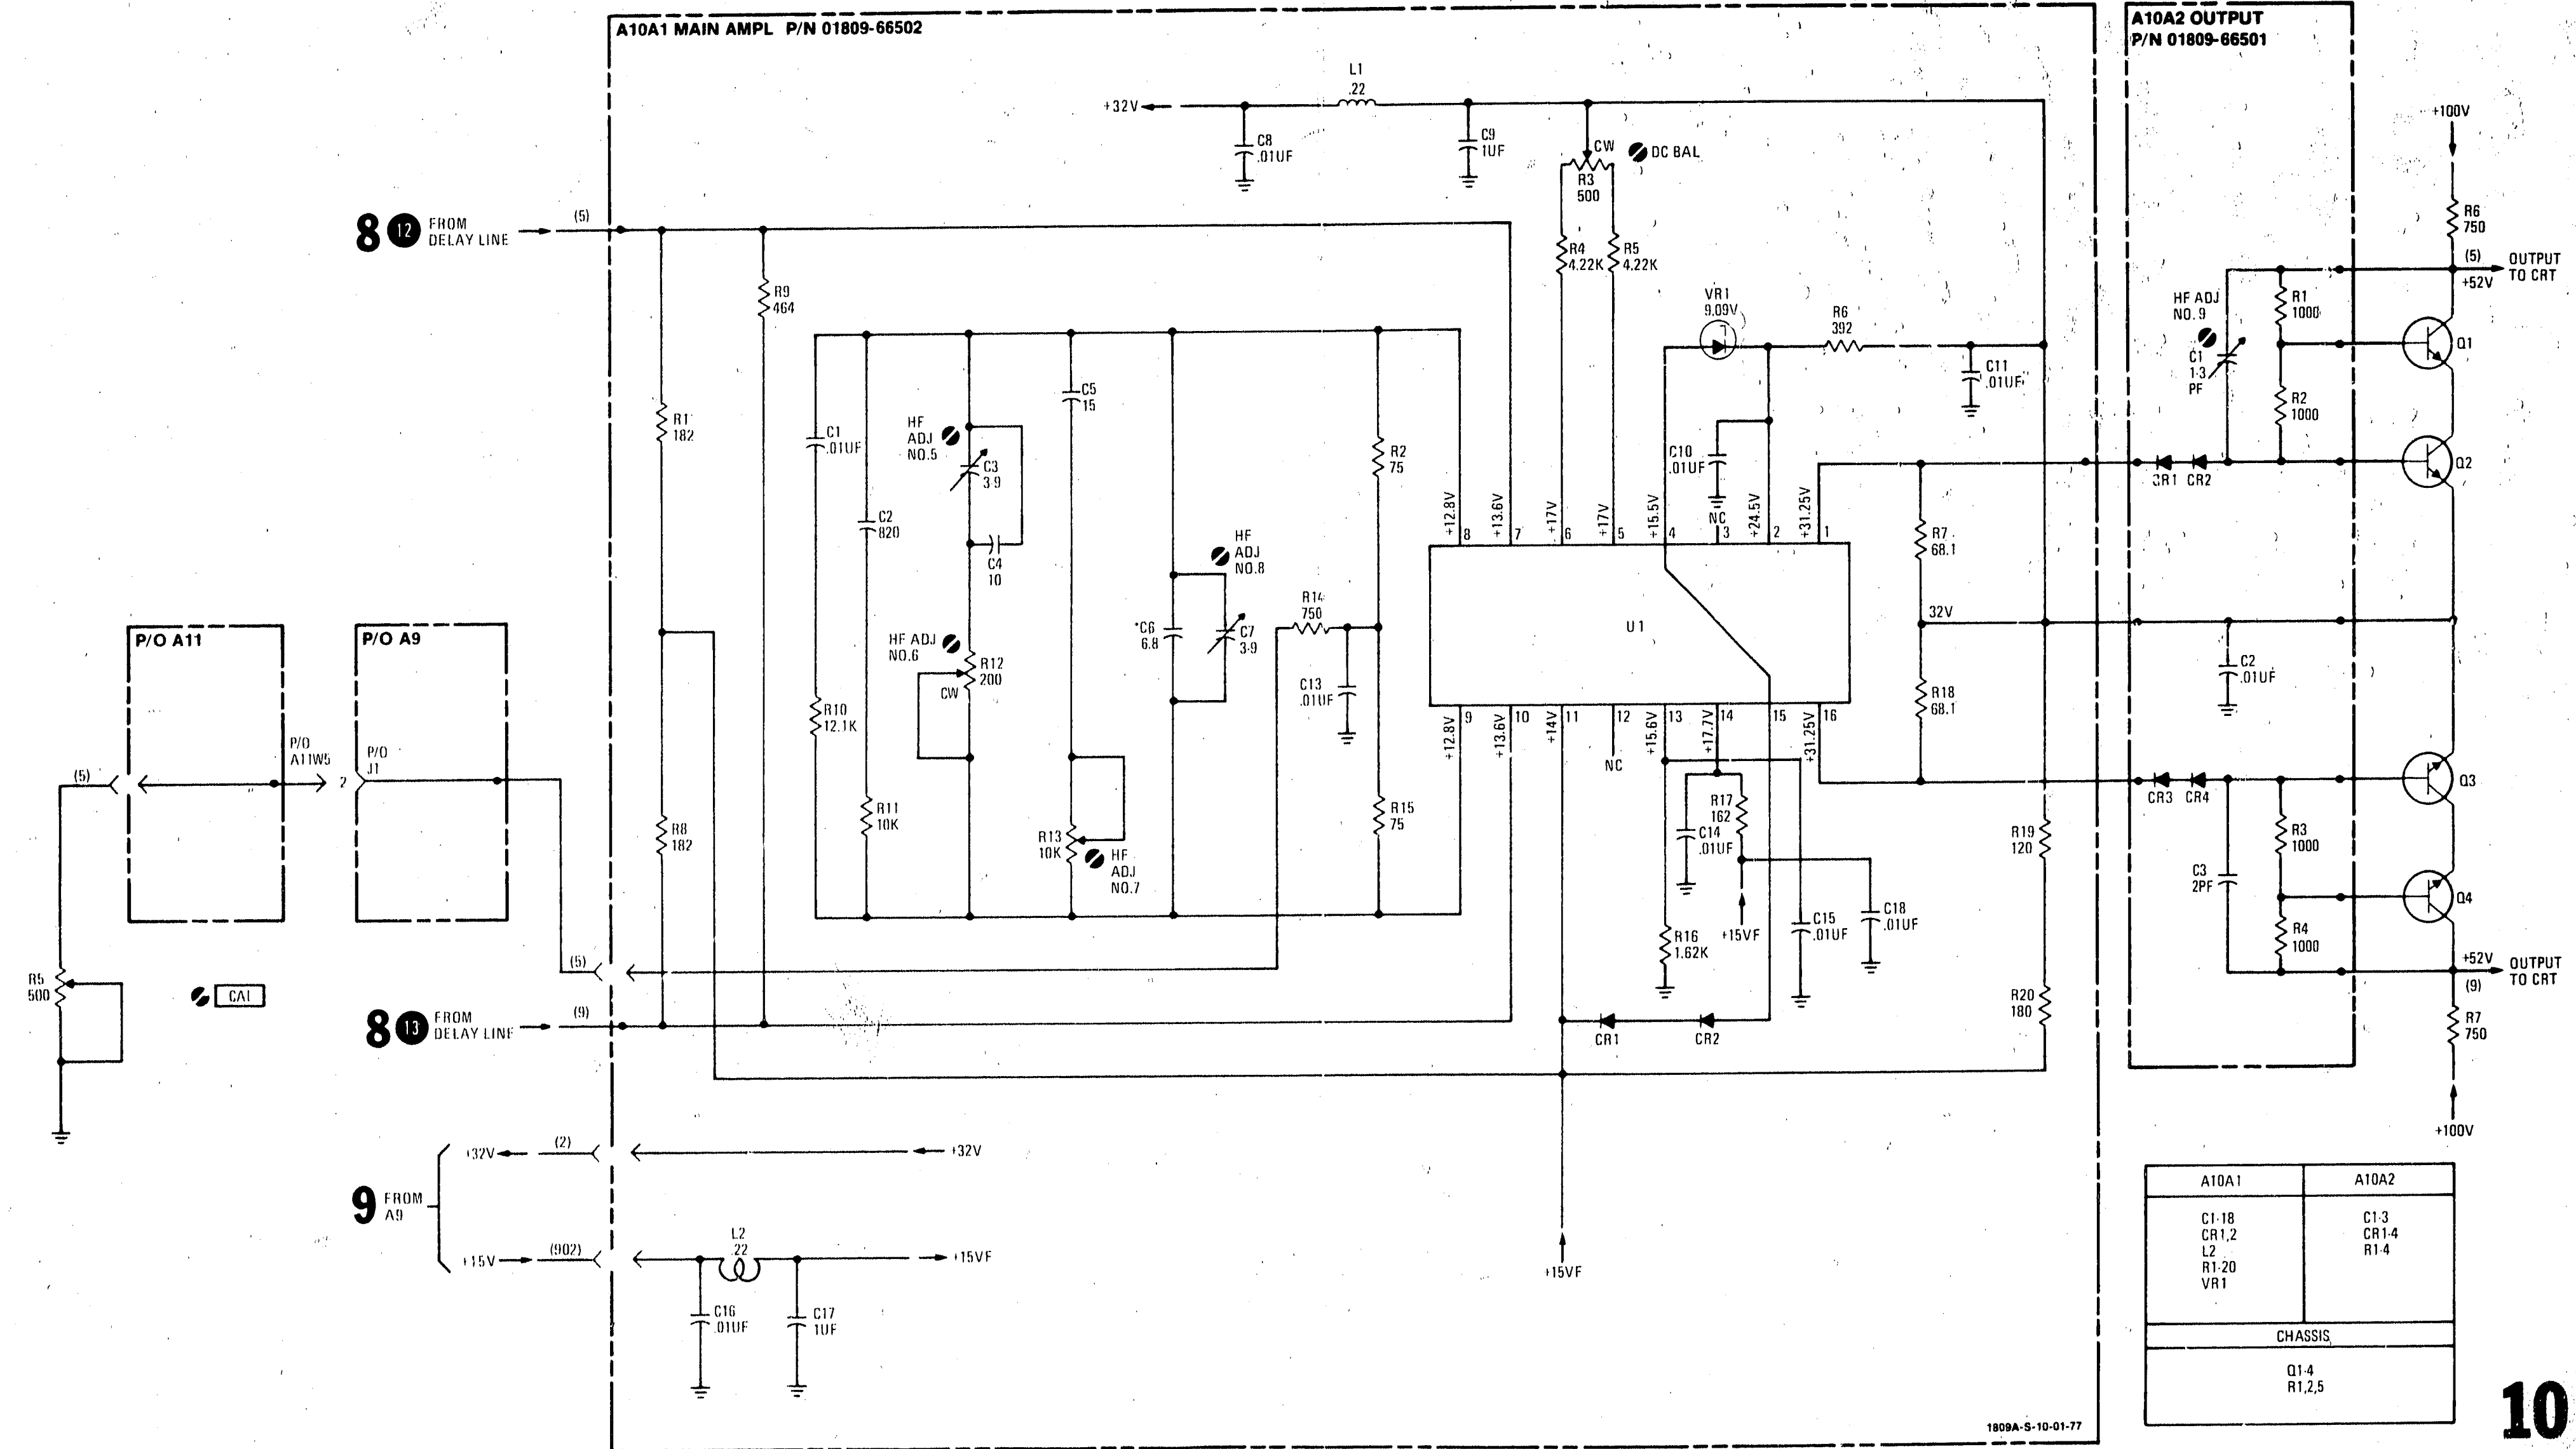 A10A1 MAIN AMPL P/N 01809-66502
A10A2 OUTPUT
P/N 01809-66501
L1
.22
+32V
C8
.01UF
C9
1UF
CW
DC BAL
R3
500
R4
4.22K
R5
4.22K
8
12
FROM
DELAY LINE
(5)
R9
464
R1
182
C1
.01UF
C2
820
HF
ADJ
NO.5
C3
3-9
C4
10
C5
15
HF ADJ
NO.6
R12
200
CW
*C6
6.8
HF
ADJ
NO.8
C7
3-9
R14
750
C13
.01UF
R2
75
R15
75
R10
12.1K
R11
10K
R13
10K
HF
ADJ
NO.7
R8
182
VR1
9.09V
R6
392
C11
.01UF
C10
.01UF
NC
+12.8V
8
+13.6V
7
+17V
6
+17V
5
+15.5V
4
3
+24.5V
2
+31.25V
1
U1
+12.8V
9
+13.6V
10
+14V
11
12
NC
+15.6V
13
+17.7V
14
15
+31.25V
16
R7
68.1
32V
R18
68.1
R17
162
C14
.01UF
+15VF
R16
1.62K
C15
.01UF
C18
.01UF
CR1
CR2
R19
120
R20
180
+15VF
P/O A11
P/O
A11W5
P/O A9
P/O
J1
2
(5)
R5
500
CAL
(5)
8
13
FROM
DELAY LINE
(9)
9
FROM
A9
+32V
(2)
+32V
+15V
(902)
L2
.22
+15VF
C16
.01UF
C17
1UF
+100V
R6
750
(5)
+52V
OUTPUT
TO CRT
HF ADJ
NO.9
C1
1-3
PF
R1
1000
R2
1000
Q1
Q2
CR1
CR2
C2
.01UF
CR3
CR4
Q3
R3
1000
C3
2PF
Q4
R4
1000
+52V
(9)
OUTPUT
TO CRT
R7
750
+100V
A10A1
A10A2
C1-18
CR1,2
L2
R1-20
VR1
C1-3
CR1-4
R1-4
CHASSIS
Q1-4
R1,2,5
1809A-S-10-01-77
10